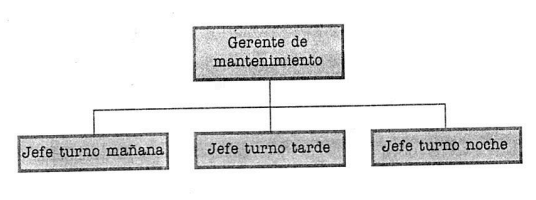 Gerente de
mantenimiento
Jefe turno mañana
Jefe turno tarde
Jefe turno noche